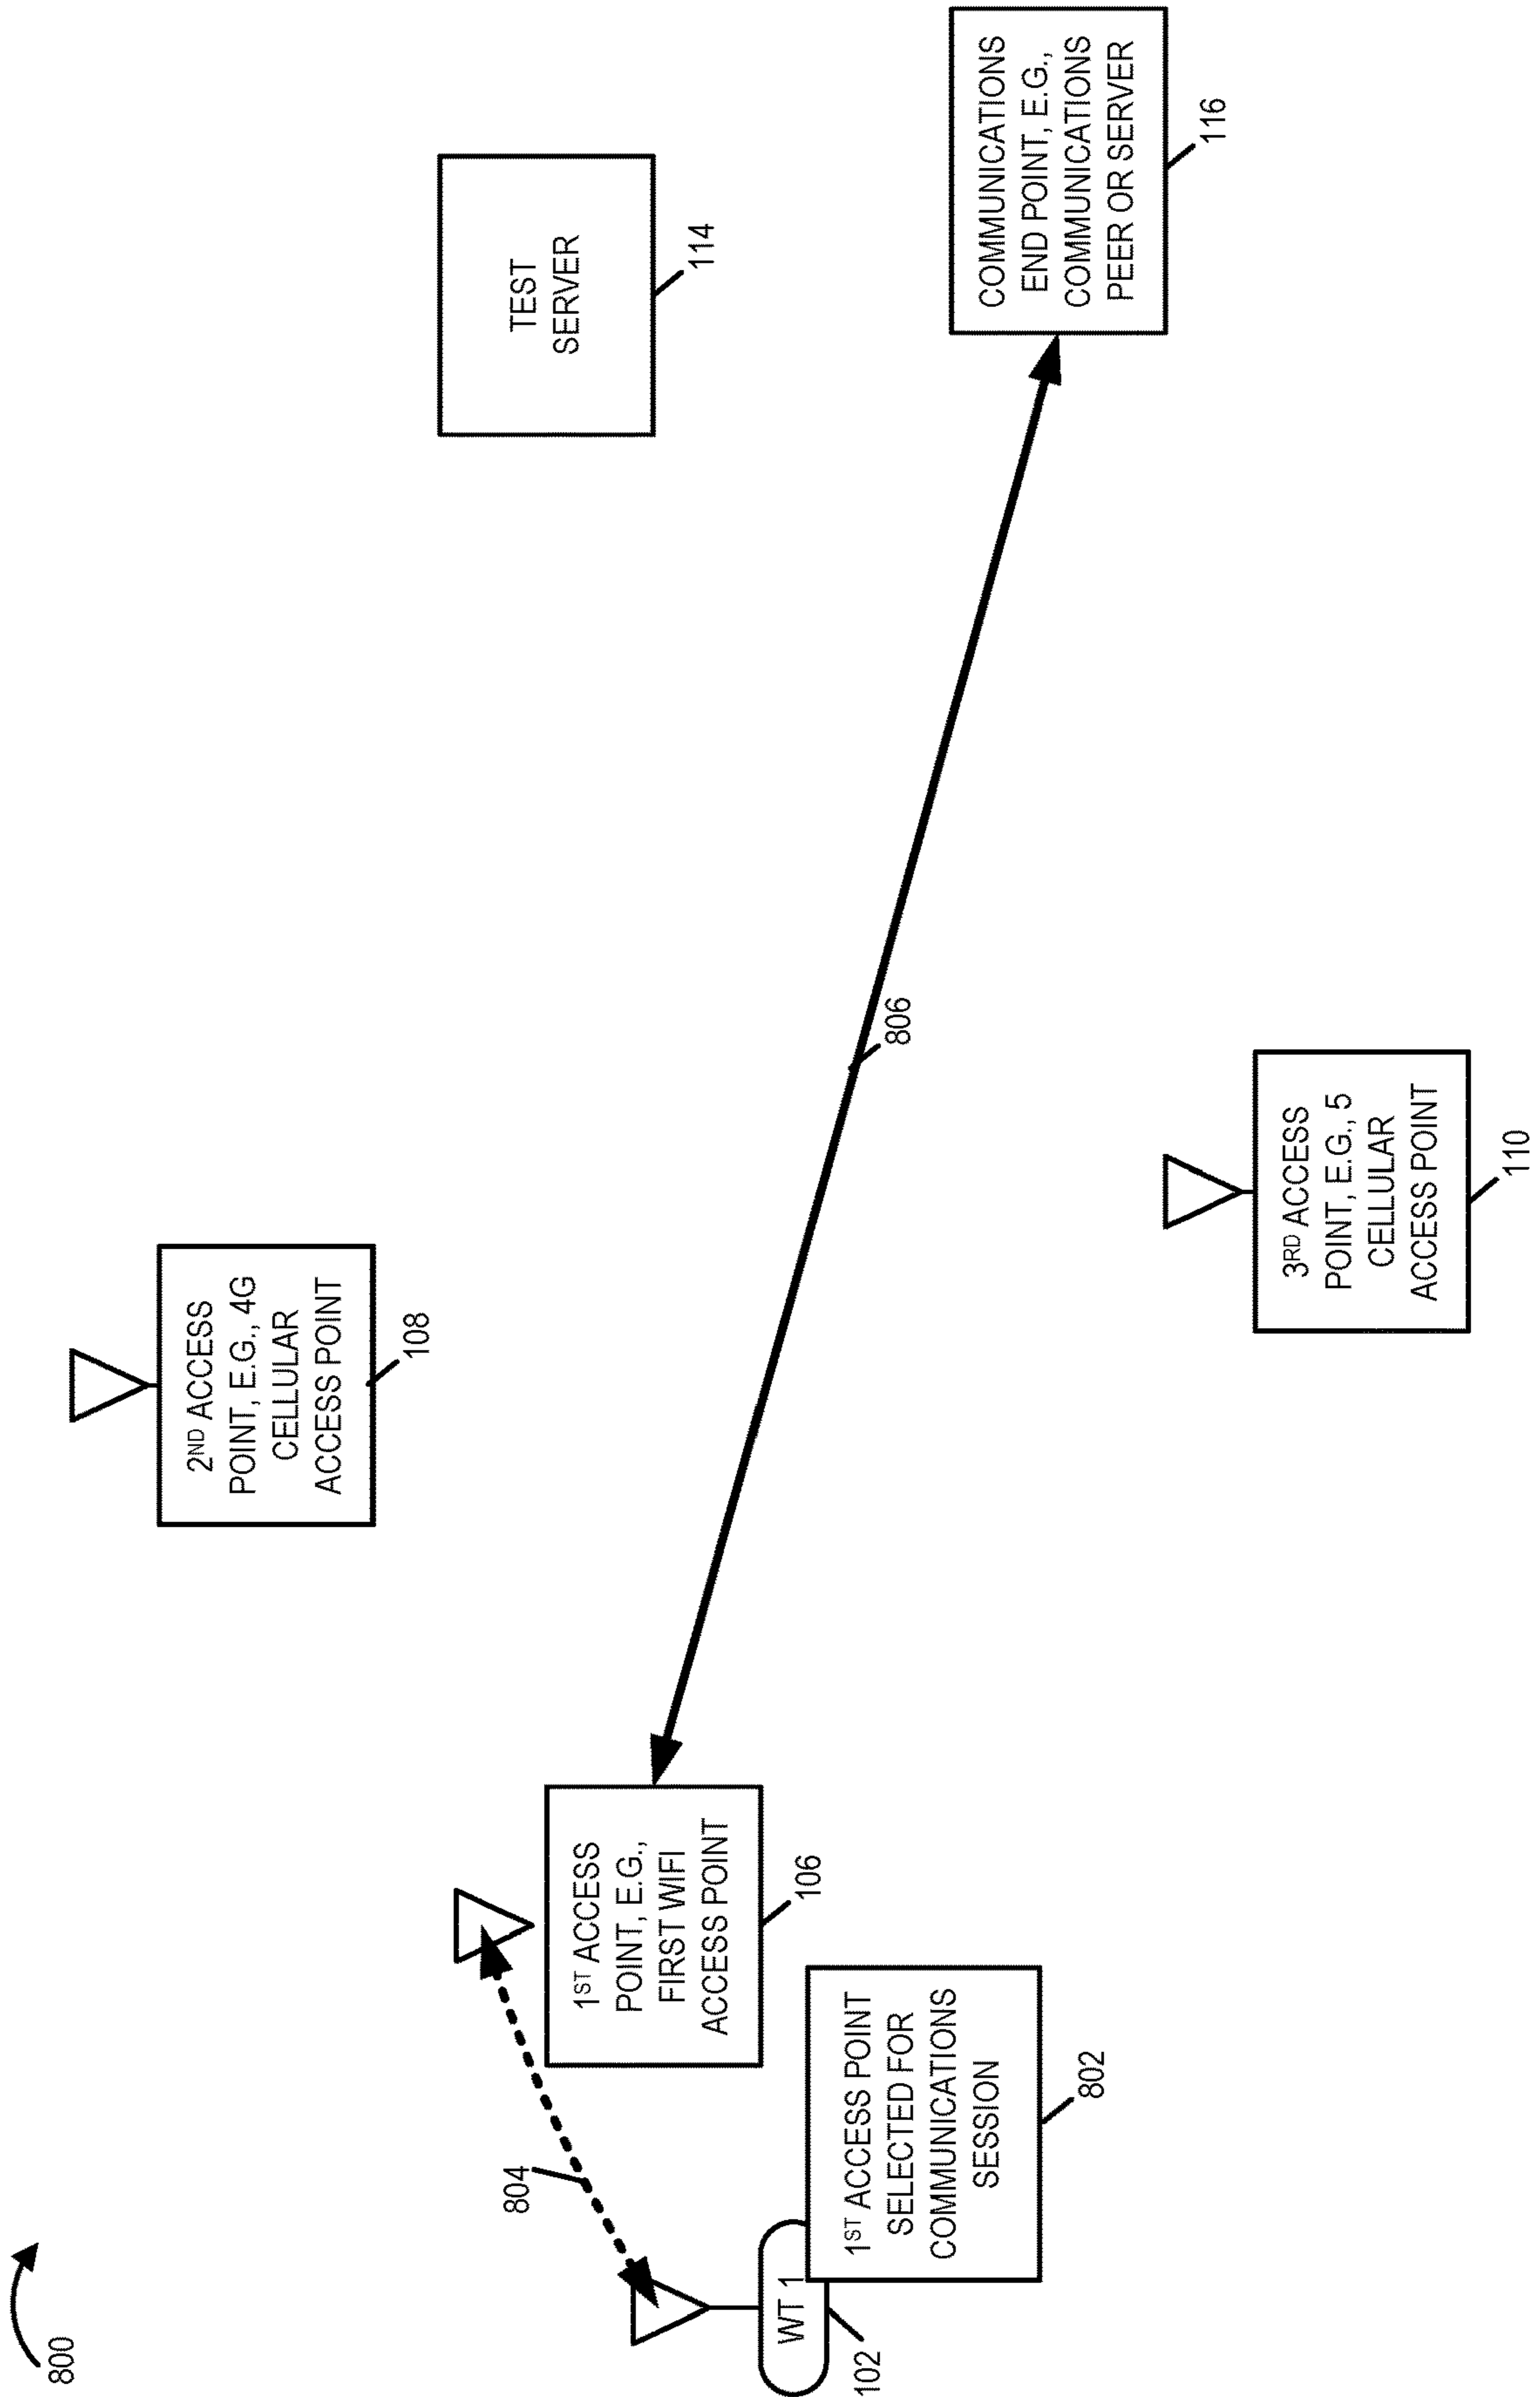 800
2ND ACCESS
POINT, E.G., 4G
CELLULAR
ACCESS POINT
108
TEST
SERVER
114
804
1ST ACCESS
POINT, E.G.,
FIRST WIFI
ACCESS POINT
106
WT 1
102
1ST ACCESS POINT
SELECTED FOR
COMMUNICATIONS
SESSION
802
806
COMMUNICATIONS
END POINT, E.G.,
COMMUNICATIONS
PEER OR SERVER
116
3RD ACCESS
POINT, E.G., 5
CELLULAR
ACCESS POINT
110